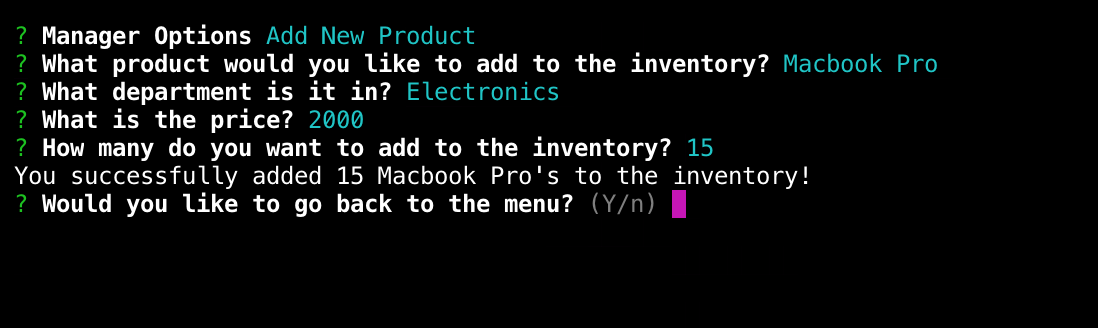 ? Manager Options Add New Product
? What product would you like to add to the inventory? Macbook Pro
? What department is it in? Electronics
? What is the price? 2000
? How many do you want to add to the inventory? 15
You successfully added 15 Macbook Pro's to the inventory!
? Would you like to go back to the menu? (Y/n)